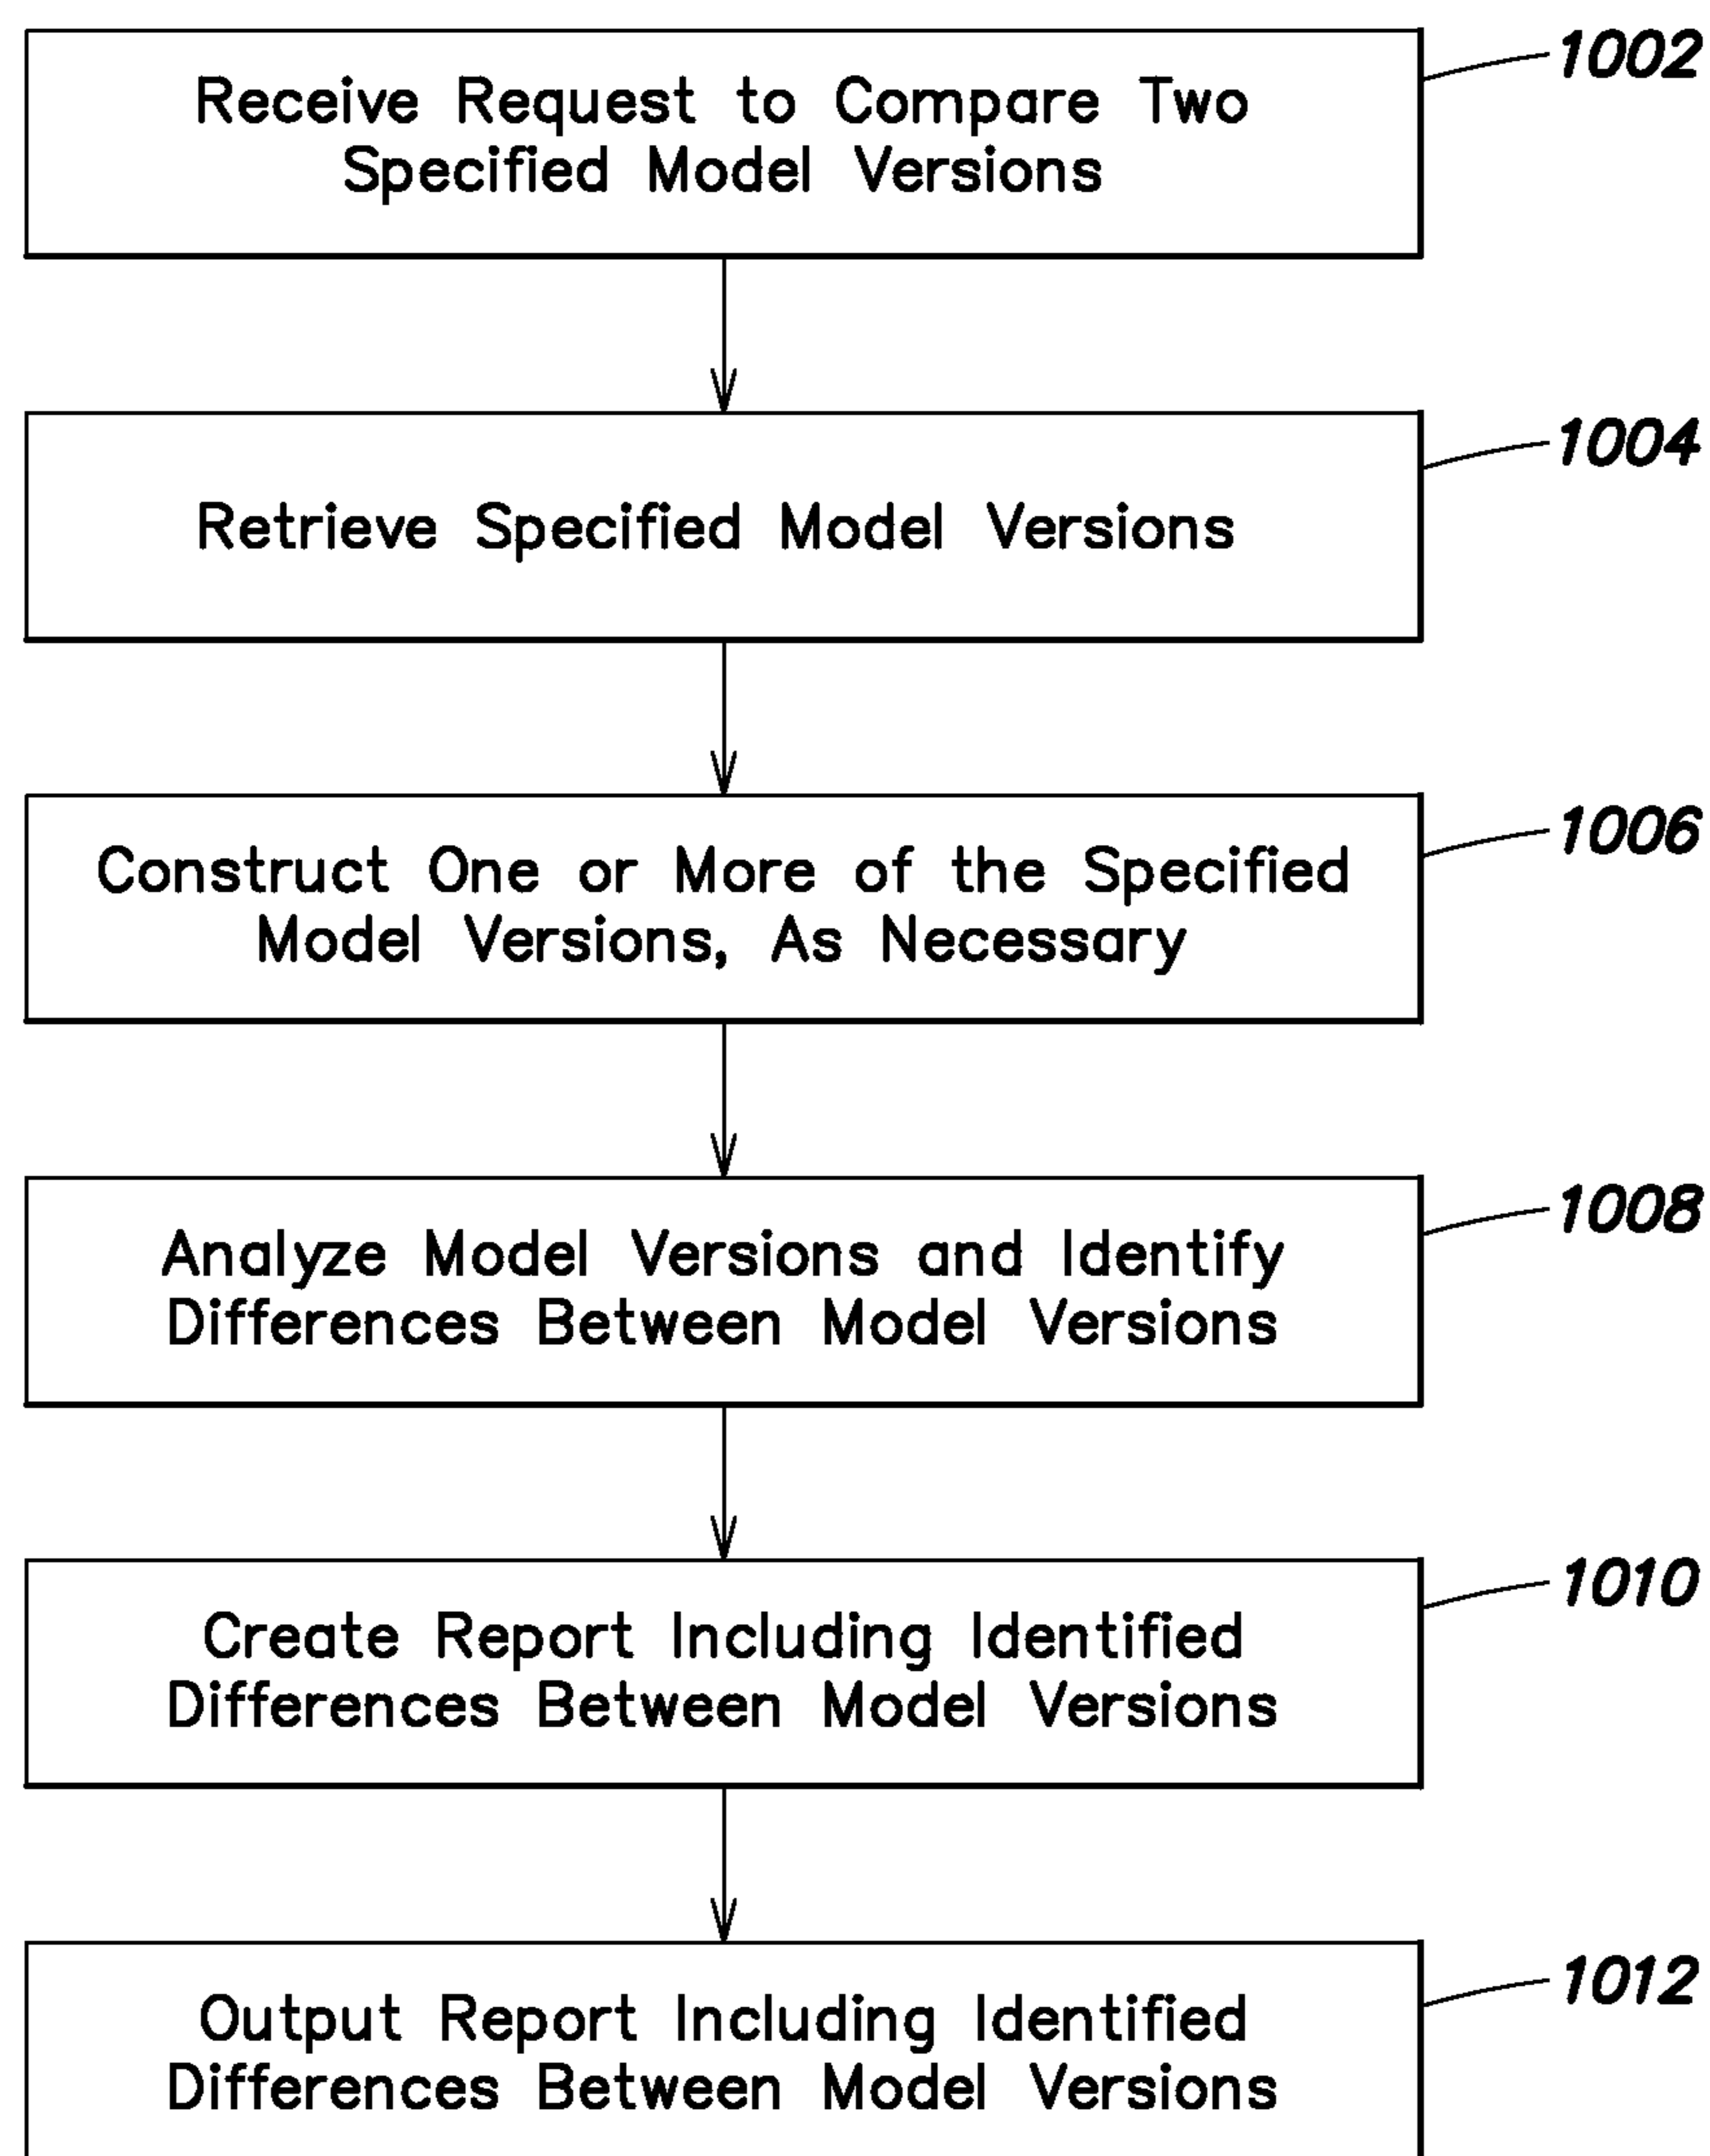 Receive Request to Compare Two
Specified Model Versions
1002
Retrieve Specified Model Versions
1004
Construct One or More of the Specified
Model Versions, As Necessary
1006
Analyze Model Versions and Identify
Differences Between Model Versions
1008
Create Report Including Identified
Differences Between Model Versions
1010
Output Report Including Identified
Differences Between Model Versions
1012